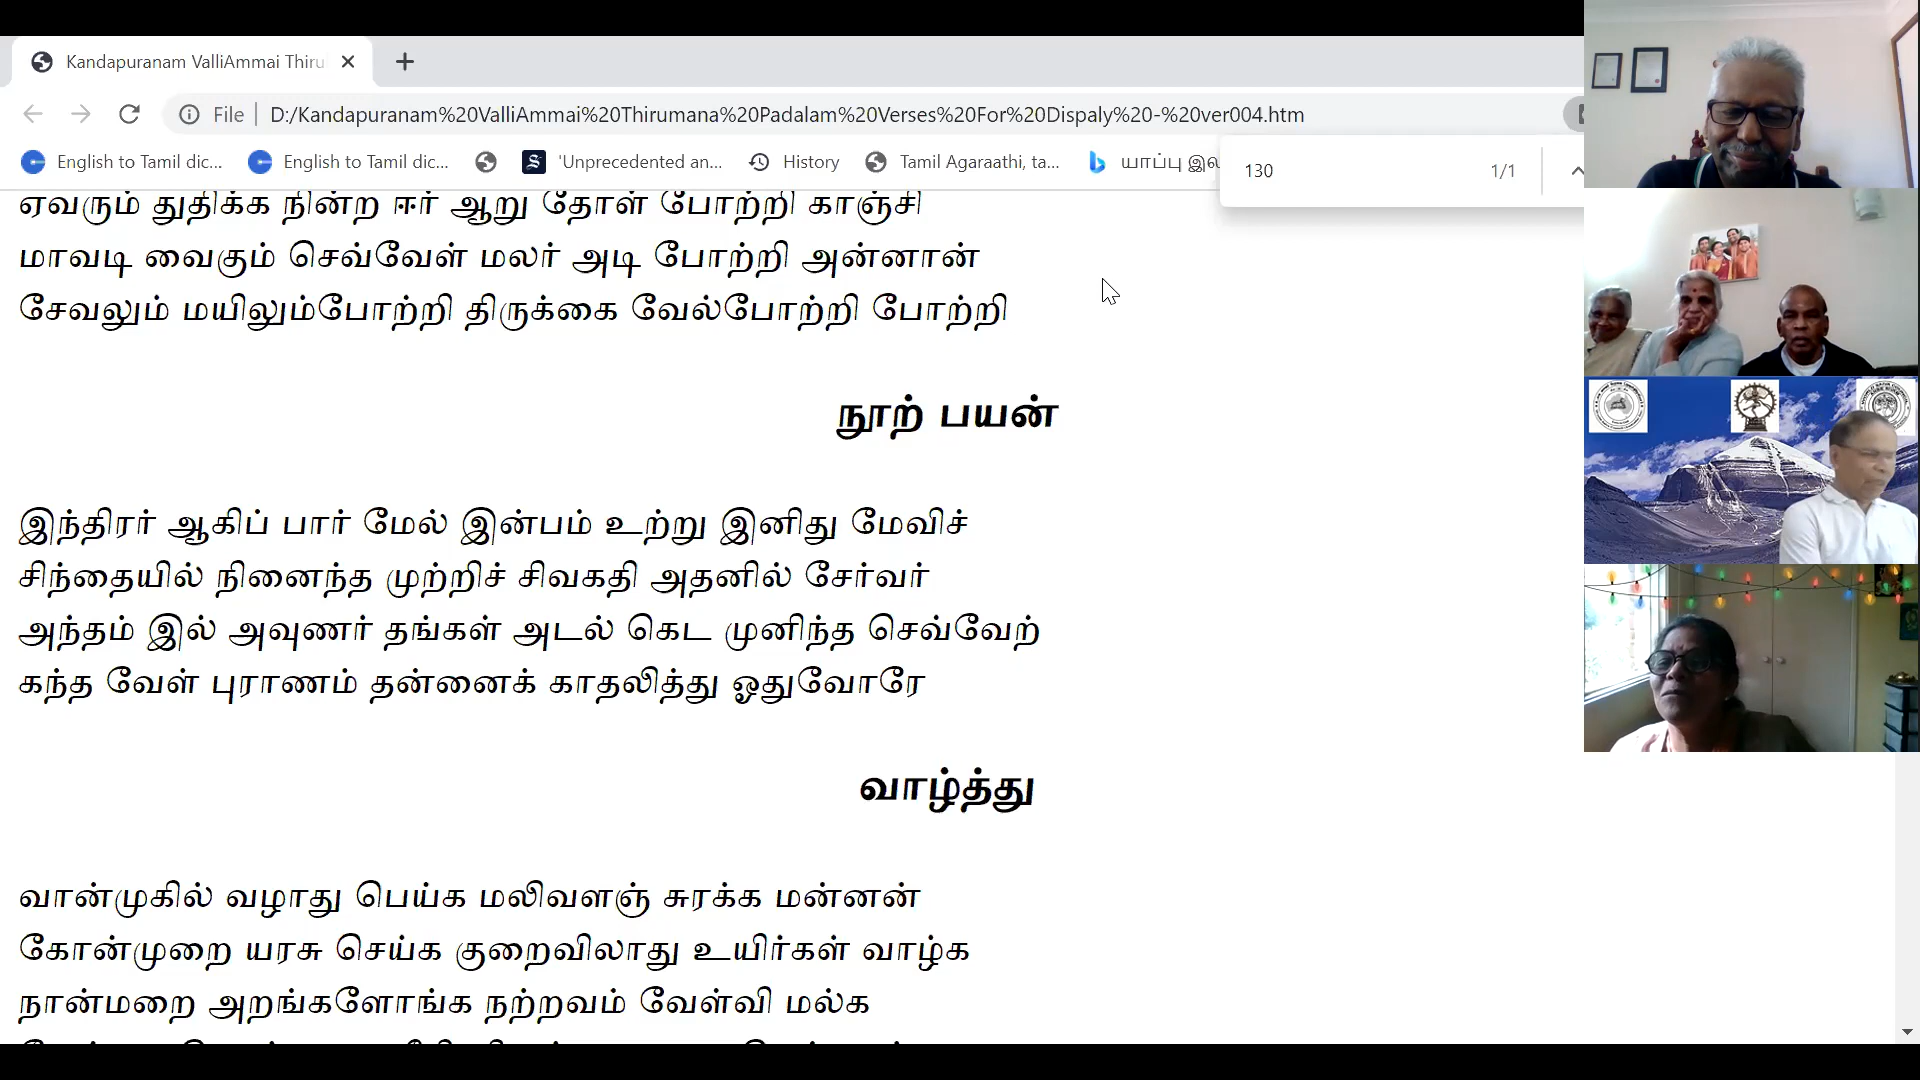 Kandapuranam ValliAmmai Thiru
File
D:/Kandapuranam%20ValliAmmai%20Thirumana%20Padalam%20Verses%20For%20Dispaly%20-%20ver004.htm
English to Tamil dic...
English to Tamil dic...
'Unprecedented an...
History
Tamil Agaraathi, ta...
யாப்பு
130
1/1
ஏவரும் துதிக்க நின்ற ஈர் ஆறு தோள் போற்றி காஞ்சி
மாவடி வைகும் செவ்வேள் மலர் அடி போற்றி அன்னான்
சேவலும் மயிலும்போற்றி திருக்கை வேல்போற்றி போற்றி
நூற் பயன்
இந்திரர் ஆகிப் பார் மேல் இன்பம் உற்று இனிது மேவிச்
சிந்தையில் நினைந்த முற்றிச் சிவகதி அதனில் சேர்வர்
அந்தம் இல் அவுணர் தங்கள் அடல் கெட முனிந்த செவ்வேற்
கந்த வேள் புராணம் தன்னைக் காதலித்து ஓதுவோரே
வாழ்த்து
வான்முகில் வழாது பெய்க மலிவளஞ் சுரக்க மன்னன்
கோன்முறை யரசு செய்க குறைவிலாது உயிர்கள் வாழ்க
நான்மறை அறங்களோங்க நற்றவம் வேள்வி மல்க